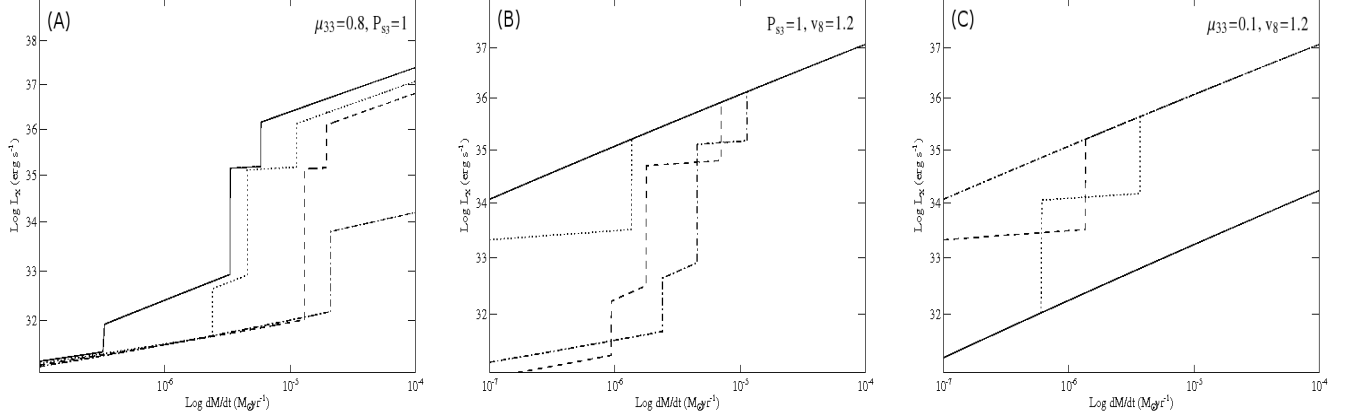 (A)
μ33=0.8, Ps3=1
38
37
36
35
34
33
32
Log Lx (erg s-1)
10-6
10-5
10-4
Log dM/dt (M⊙yr-1)
(B)
Ps3=1, v8=1.2
37
36
35
34
33
32
Log Lx (erg s-1)
10-7
10-6
10-5
10-4
Log dM/dt (M⊙yr-1)
(C)
μ33=0.1, v8=1.2
37
36
35
34
33
32
Log Lx (erg s-1)
10-7
10-6
10-5
10-4
Log dM/dt (M⊙yr-1)